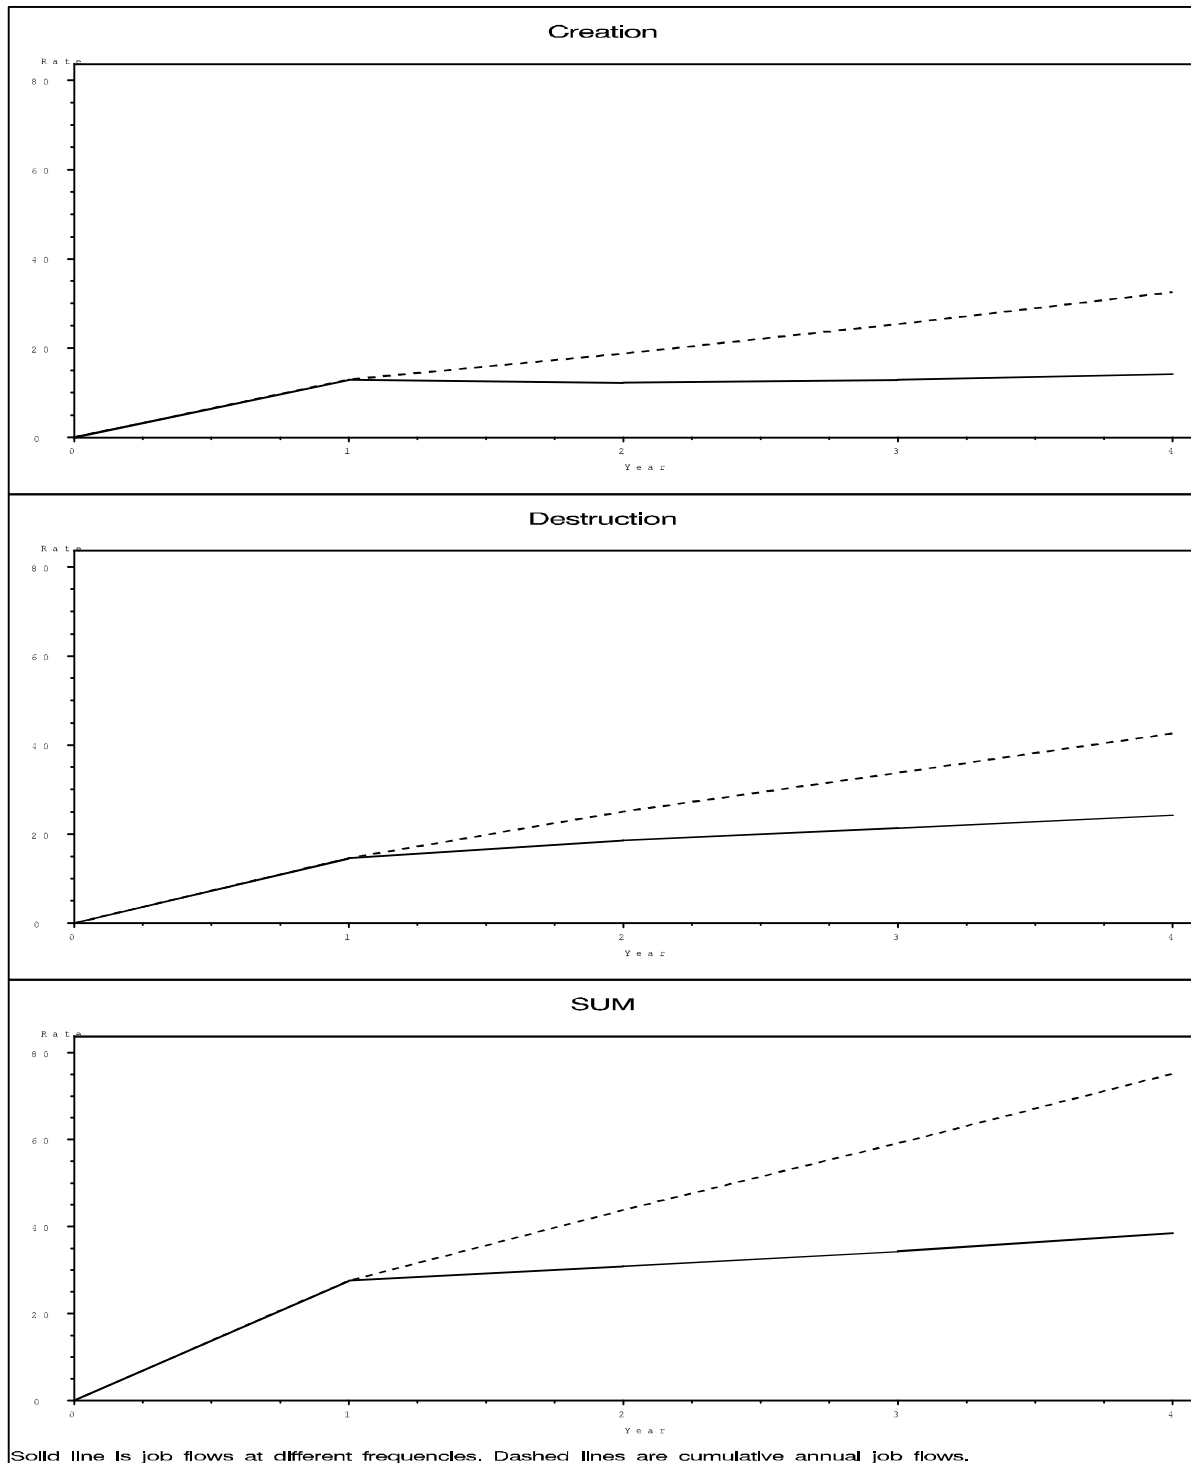 Creation
Rate
80
60
40
20
0
0 1 2 3 4
Year
Destruction
Rate
80
60
40
20
0
0 1 2 3 4
Year
SUM
Rate
80
60
40
20
0
0 1 2 3 4
Year
Solid line is job flows at different frequencies. Dashed lines are cumulative annual job flows.